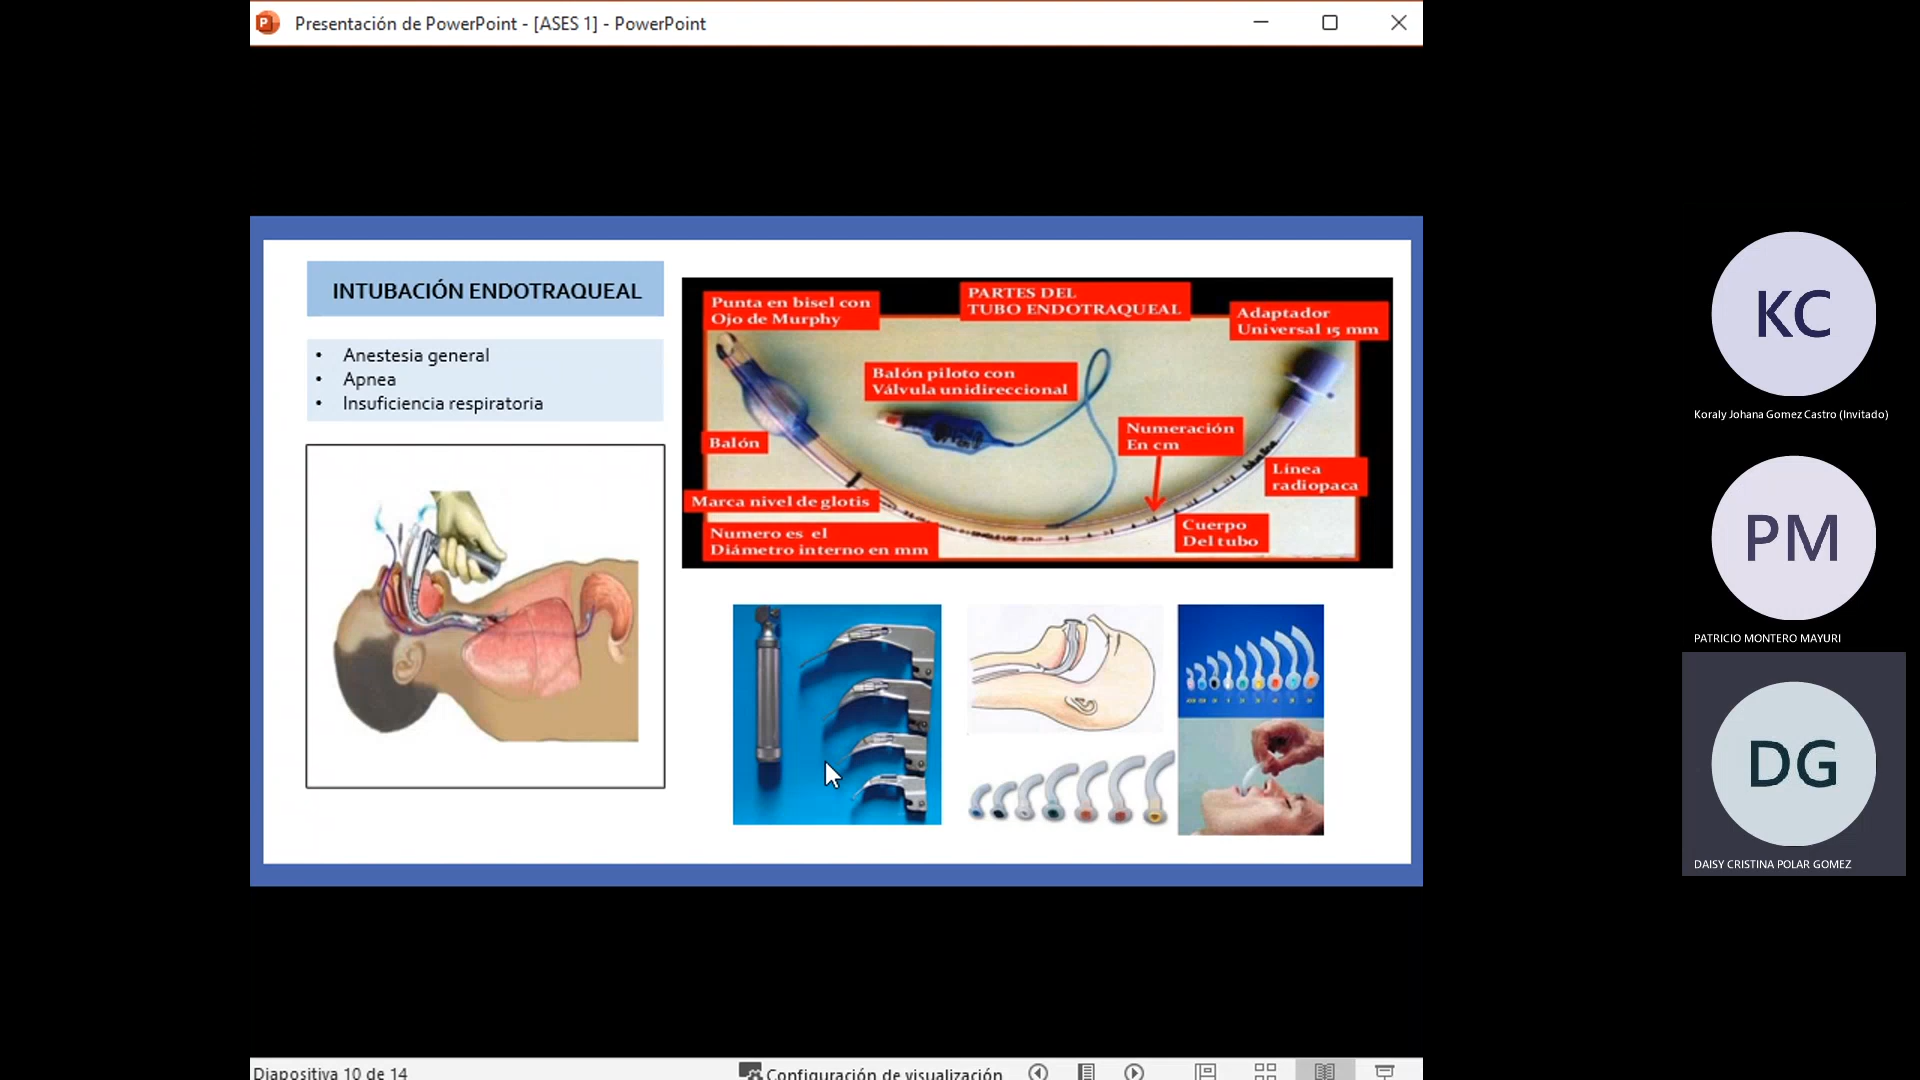 Presentación de PowerPoint - [ASES 1] - PowerPoint
INTUBACIÓN ENDOTRAQUEAL
• Anestesia general
• Apnea
• Insuficiencia respiratoria
PARTES DEL
TUBO ENDOTRAQUEAL
Punta en bisel con
Ojo de Murphy
Adaptador
Universal 15 mm
Balón piloto con
Válvula unidireccional
Numeración
En cm
Balón
Línea
radiopaca
Marca nivel de glotis
Numero es el
Diámetro interno en mm
Cuerpo
Del tubo
KC
Koraly Johana Gomez Castro (Invitado)
PM
PATRICIO MONTERO MAYURI
DG
DAISY CRISTINA POLAR GOMEZ
Diapositiva 10 de 14
Configuración de visualización